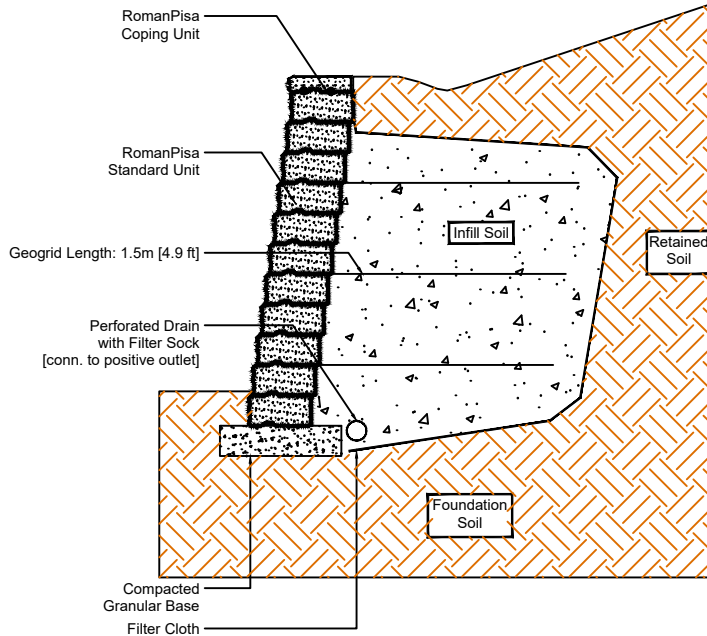 RomanPisa
Coping Unit
RomanPisa
Standard Unit
Infill Soil
Retained
Soil
Geogrid Length: 1.5m [4.9 ft]
Perforated Drain
with Filter Sock
[conn. to positive outlet]
Foundation
Soil
Compacted
Granular Base
Filter Cloth